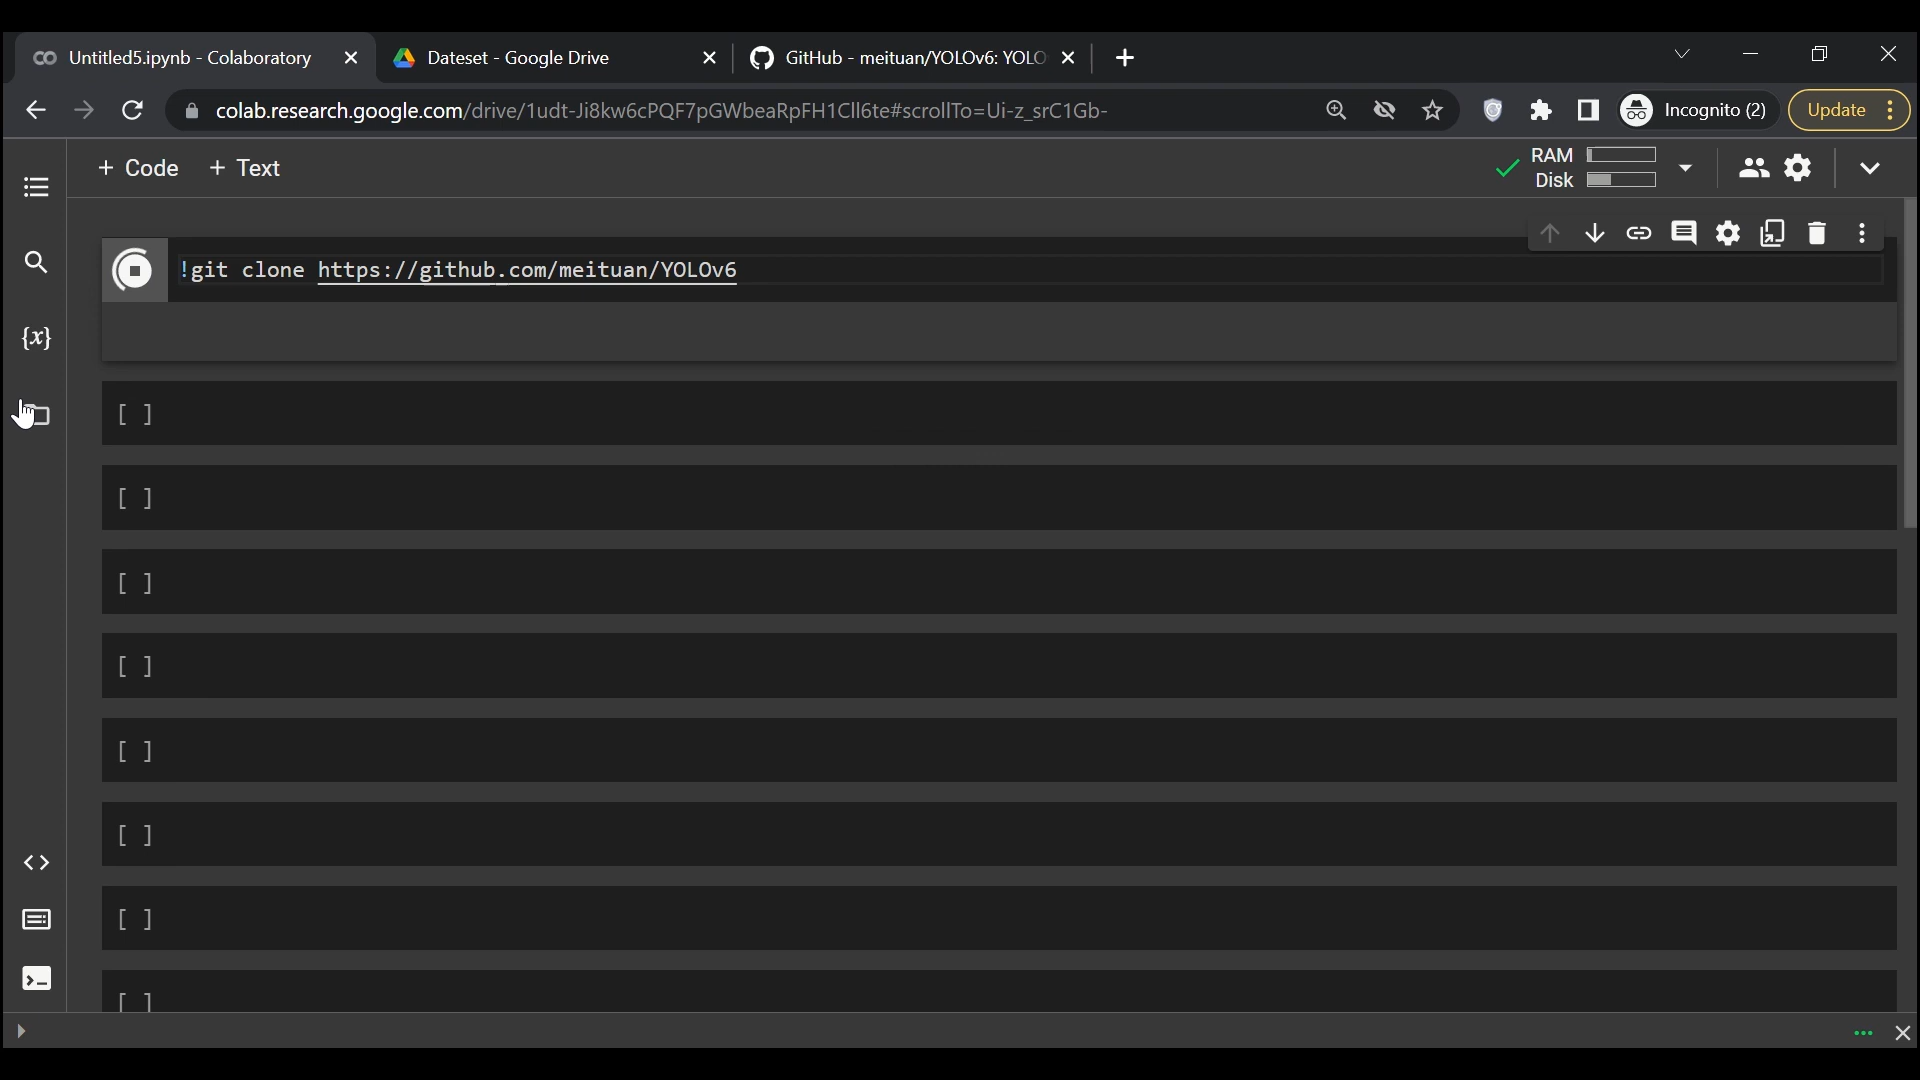 Untitled5.ipynb - Colaboratory
Dateset - Google Drive
GitHub - meituan/YOLOv6: YOLO
colab.research.google.com/drive/1udt-Ji8kw6cPQF7pGWbeaRpFH1Cll6te#scrollTo=Ui-z_srC1Gb-
Incognito (2)
Update
+ Code
+ Text
RAM
Disk
!git clone https://github.com/meituan/YOLOv6
{x}
[ ]
[ ]
[ ]
[ ]
[ ]
[ ]
[ ]
[ ]